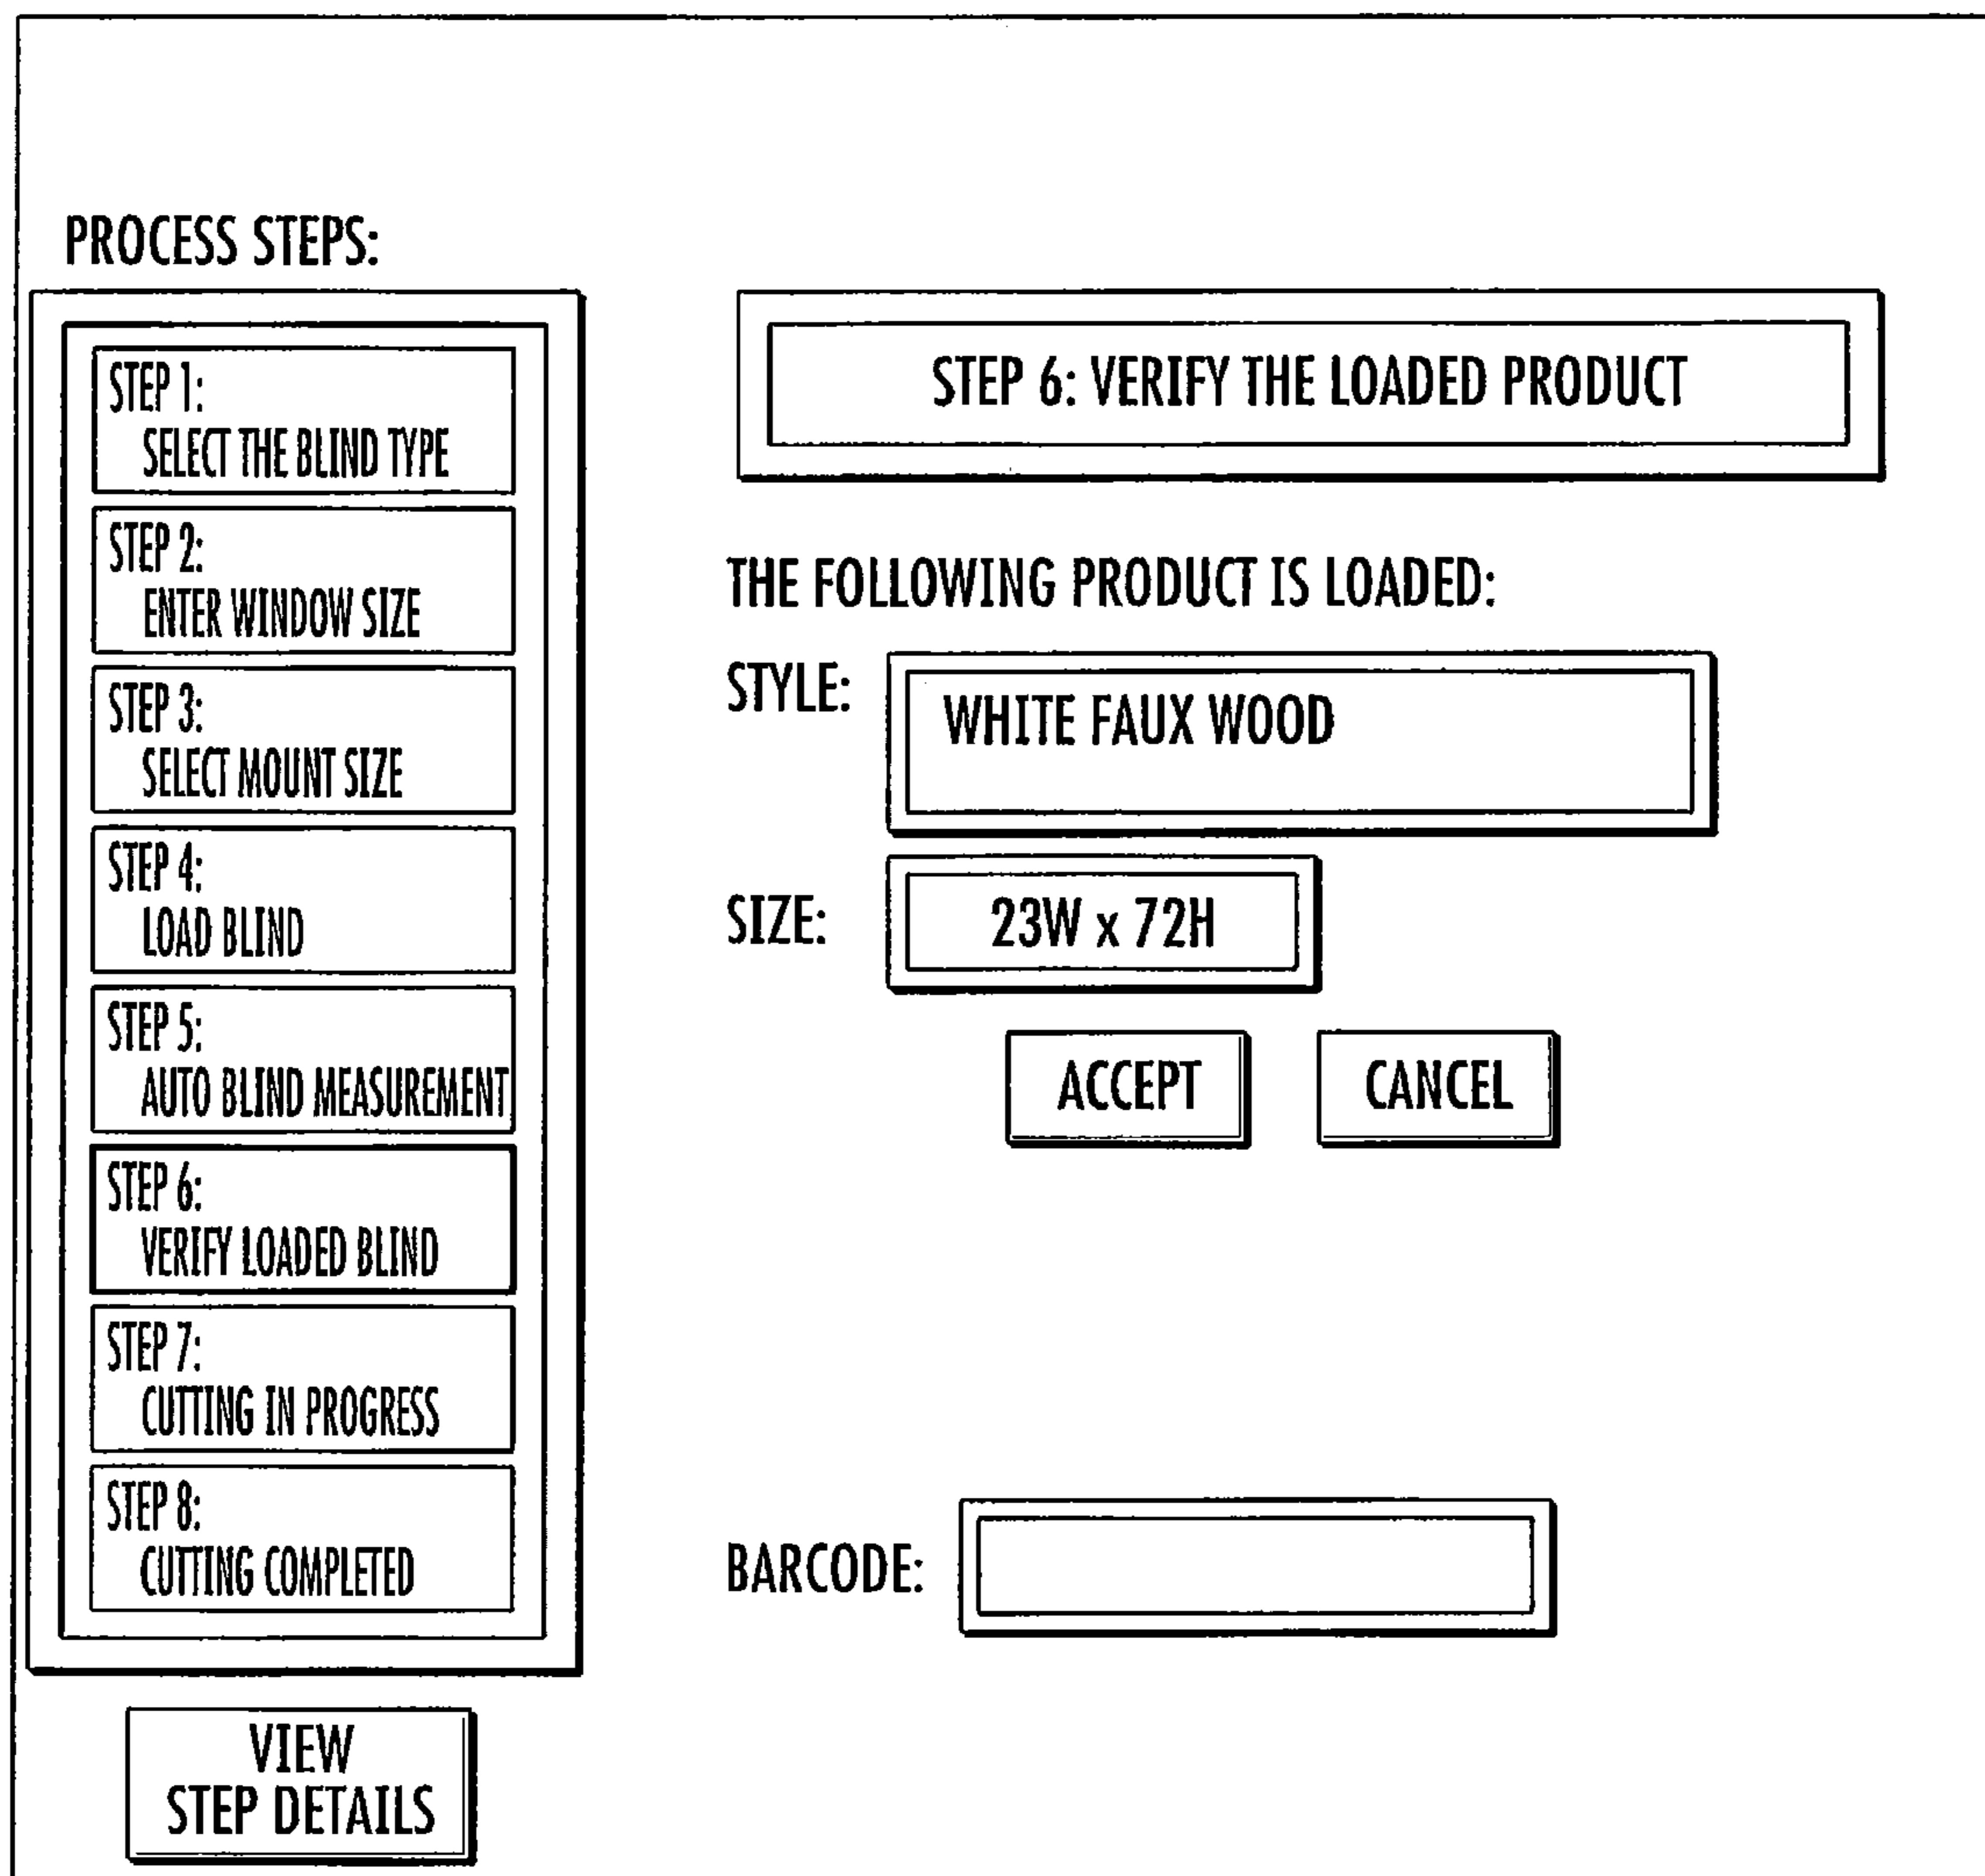 PROCESS STEPS:
STEP 1:
SELECT THE BLIND TYPE
STEP 2:
ENTER WINDOW SIZE
STEP 3:
SELECT MOUNT SIZE
STEP 4:
LOAD BLIND
STEP 5:
AUTO BLIND MEASUREMENT
STEP 6:
VERIFY LOADED BLIND
STEP 7:
CUTTING IN PROGRESS
STEP 8:
CUTTING COMPLETED
VIEW
STEP DETAILS
STEP 6: VERIFY THE LOADED PRODUCT
THE FOLLOWING PRODUCT IS LOADED:
STYLE: WHITE FAUX WOOD
SIZE: 23W x 72H
ACCEPT CANCEL
BARCODE: